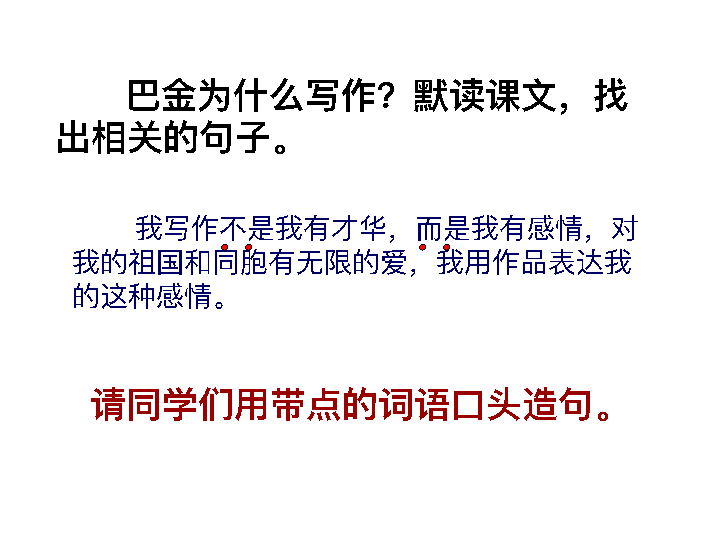 巴金为什么写作？默读课文，找
出相关的句子。
我写作不是我有才华，而是我有感情，对
我的祖国和同胞有无限的爱，我用作品表达我
的这种感情。
请同学们用带点的词语口头造句。